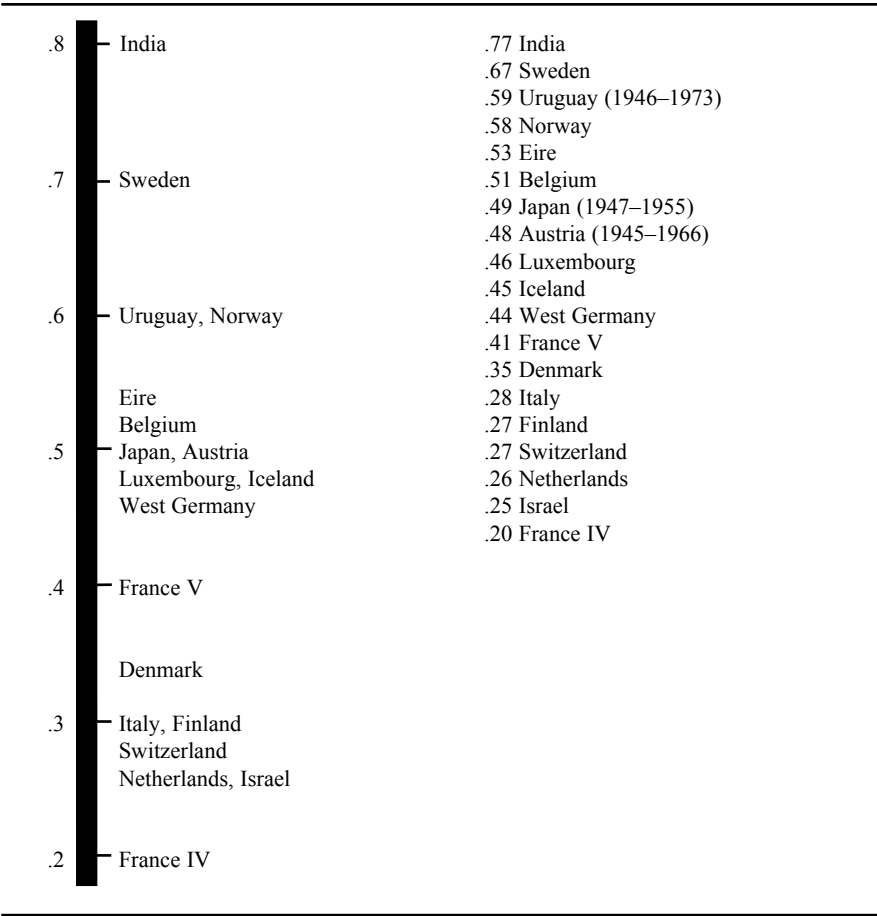 .8 India
.7 Sweden
.6 Uruguay, Norway
Eire
Belgium
.5 Japan, Austria
Luxembourg, Iceland
West Germany
.4 France V
Denmark
.3 Italy, Finland
Switzerland
Netherlands, Israel
.2 France IV
.77 India
.67 Sweden
.59 Uruguay (1946–1973)
.58 Norway
.53 Eire
.51 Belgium
.49 Japan (1947–1955)
.48 Austria (1945–1966)
.46 Luxembourg
.45 Iceland
.44 West Germany
.41 France V
.35 Denmark
.28 Italy
.27 Finland
.27 Switzerland
.26 Netherlands
.25 Israel
.20 France IV